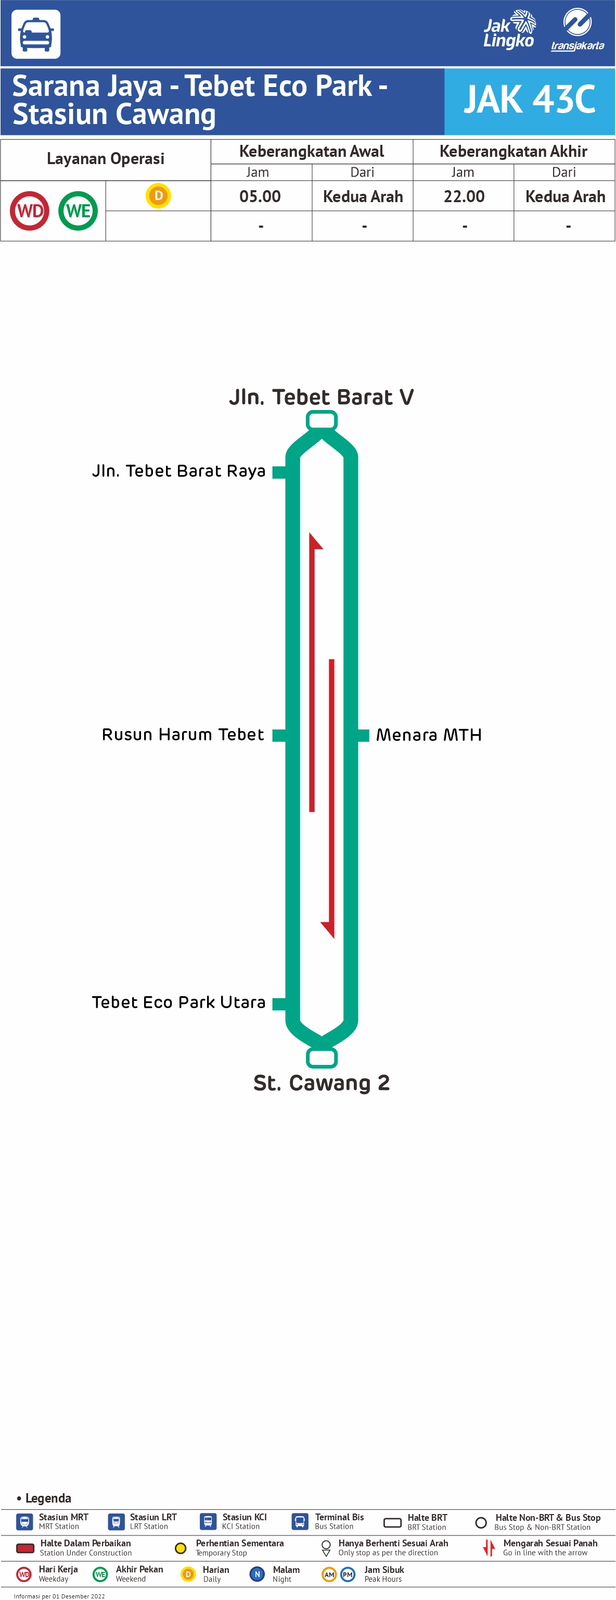 Jak
Lingko
transjakarta
Sarana Jaya - Tebet Eco Park -
Stasiun Cawang
JAK 43C
Layanan Operasi
Keberangkatan Awal
Keberangkatan Akhir
Jam
Dari
Jam
Dari
WD
WE
D
05.00
Kedua Arah
22.00
Kedua Arah
-
-
-
-
Jln. Tebet Barat V
Jln. Tebet Barat Raya
Rusun Harum Tebet
Menara MTH
Tebet Eco Park Utara
St. Cawang 2
• Legenda
Stasiun MRT
MRT Station
Stasiun LRT
LRT Station
Stasiun KCI
KCI Station
Terminal Bis
Bus Station
Halte BRT
BRT Station
Halte Non-BRT & Bus Stop
Bus Stop & Non-BRT Station
Halte Dalam Perbaikan
Station Under Construction
Perhentian Sementara
Temporary Stop
Hanya Berhenti Sesuai Arah
Only stop as per the direction
Mengarah Sesuai Panah
Go in line with the arrow
WD
Hari Kerja
Weekday
WE
Akhir Pekan
Weekend
D
Harian
Daily
N
Malam
Night
AM
PM
Jam Sibuk
Peak Hours
Informasi per 01 Desember 2022